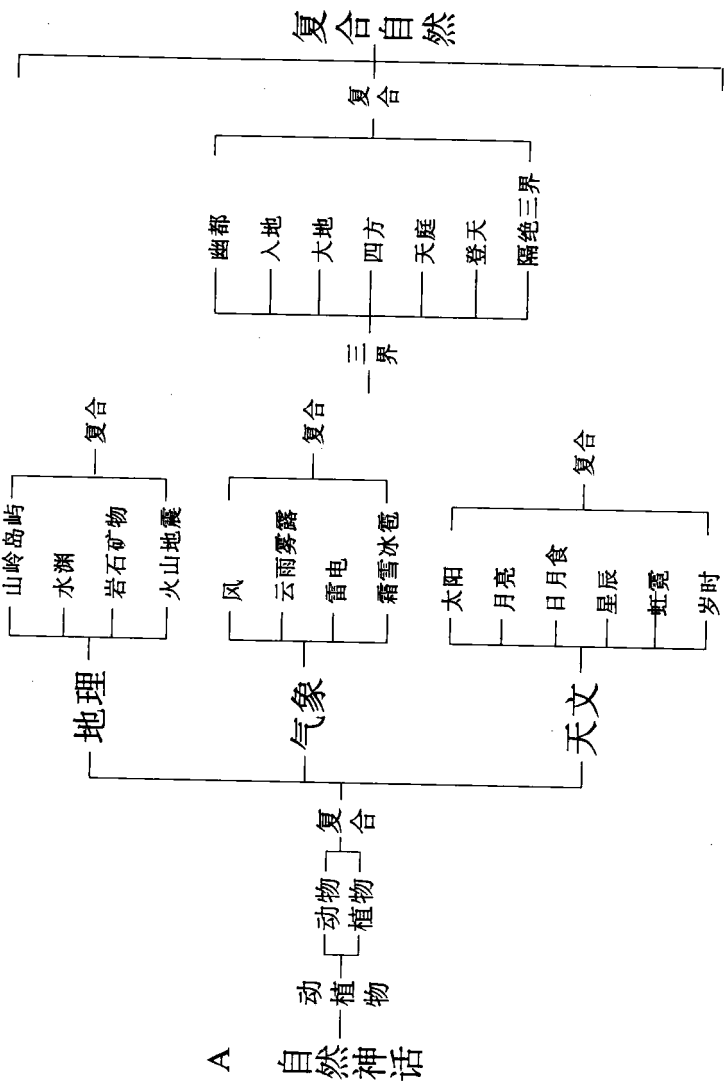 A
自然神话
动植物
动物
植物
复合
地理
山岭岛屿
水渊
岩石矿物
火山地震
复合
气象
风
云雨雾露
雷电
霜雪冰雹
复合
天文
太阳
月亮
日月食
星辰
虹霓
岁时
复合
三界
幽都
入地
大地
四方
天庭
登天
隔绝三界
复合
复合自然